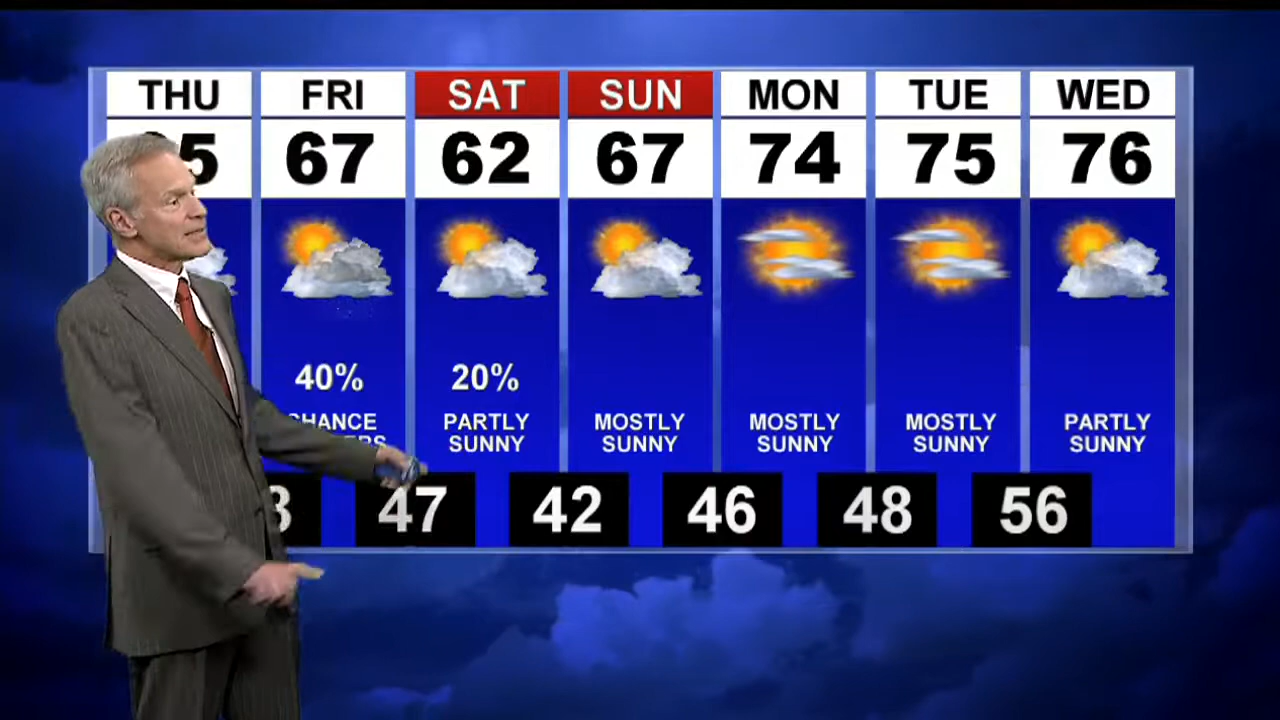 THU FRI SAT SUN MON TUE WED
67 62 67 74 75 76
40% 20%
PARTLY MOSTLY MOSTLY MOSTLY PARTLY
SUNNY SUNNY SUNNY SUNNY SUNNY
47 42 46 48 56